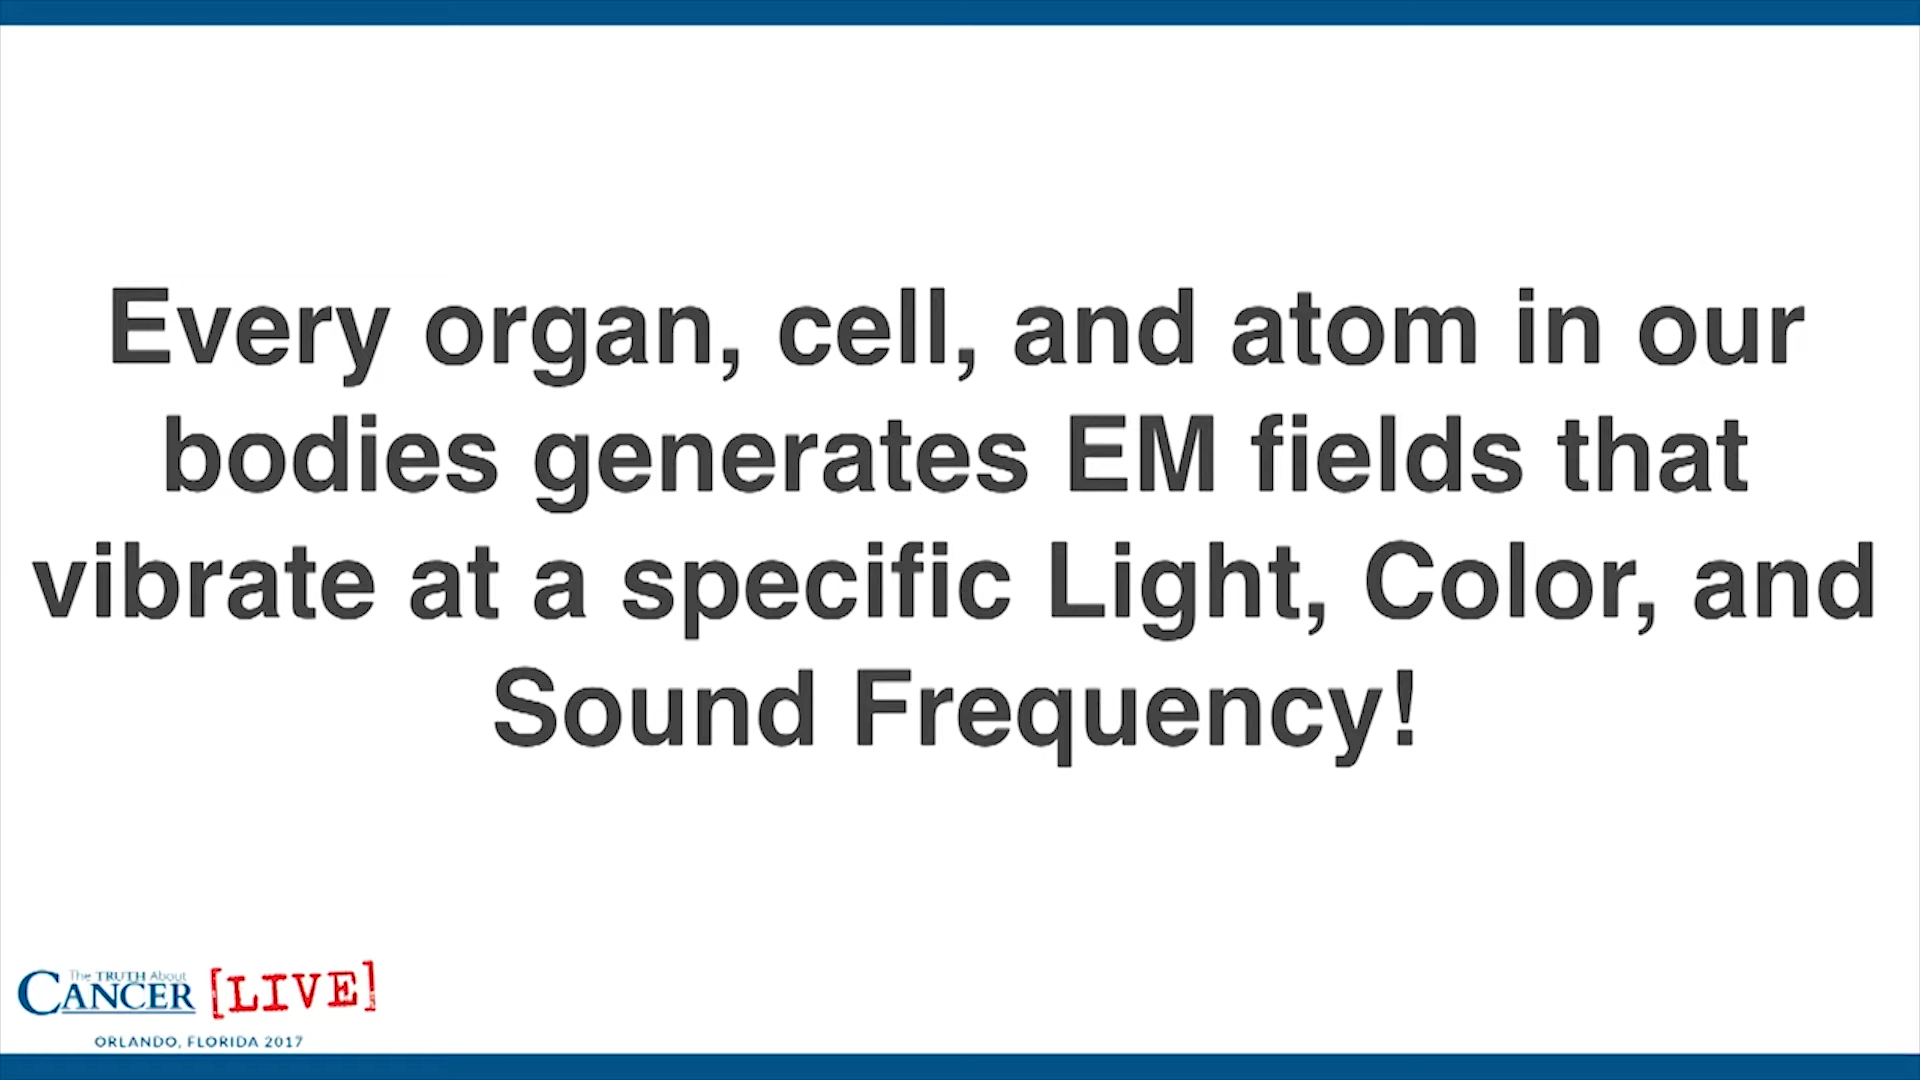 Every organ, cell, and atom in our
bodies generates EM fields that
vibrate at a specific Light, Color, and
Sound Frequency!
The TRUTH About
CANCER [LIVE]
ORLANDO, FLORIDA 2017